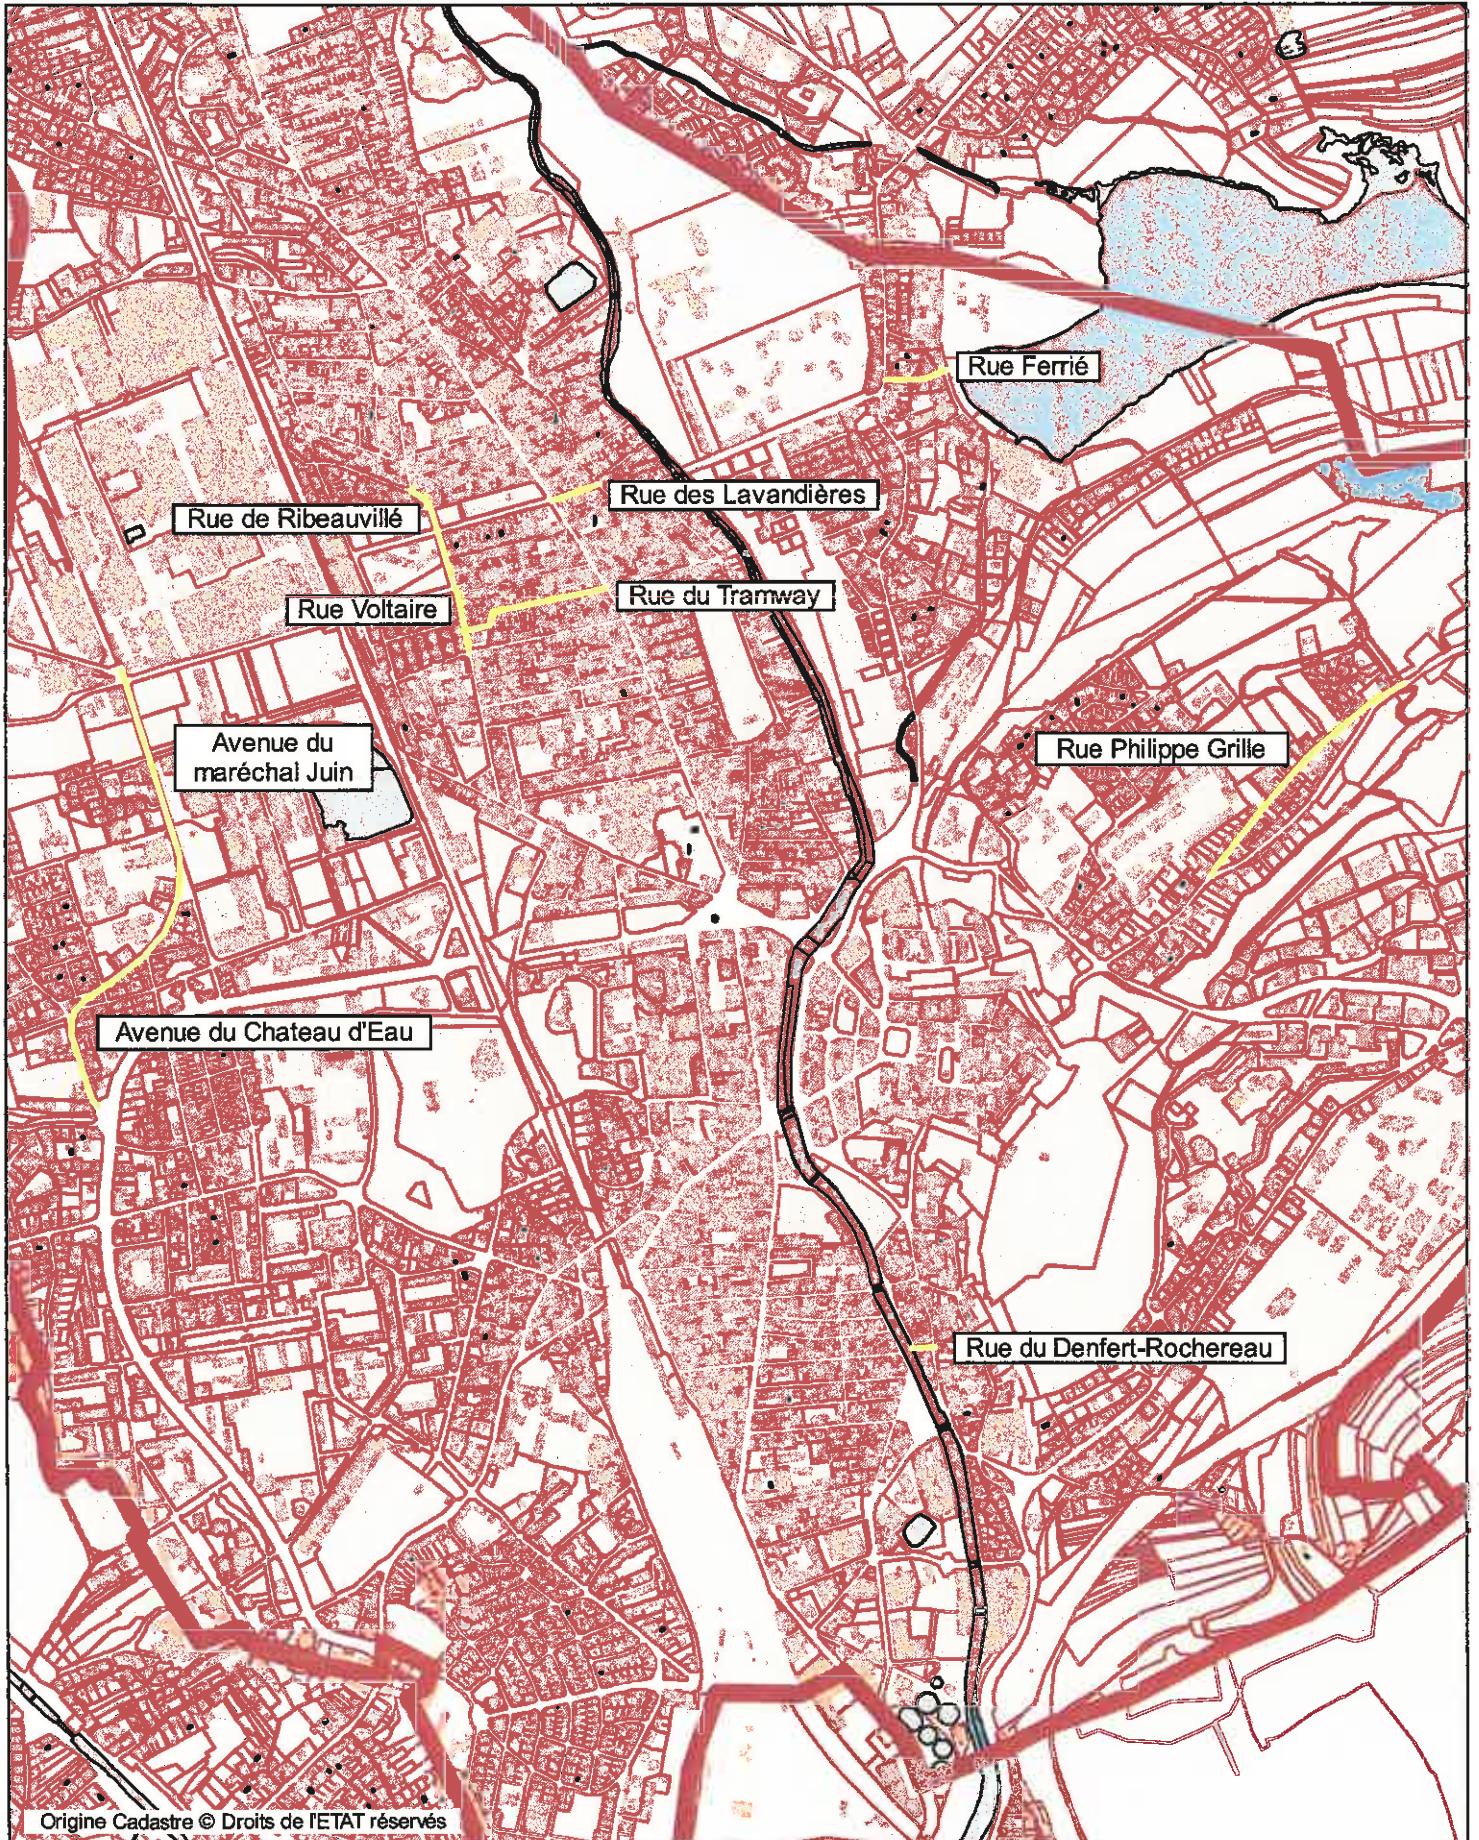 Rue Ferrié
Rue des Lavandières
Rue de Ribeauvillé
Rue du Tramway
Rue Voltaire
Avenue du
maréchal Juin
Rue Philippe Grille
Avenue du Chateau d'Eau
Rue du Denfert-Rochereau
Origine Cadastre © Droits de l'ETAT réservés